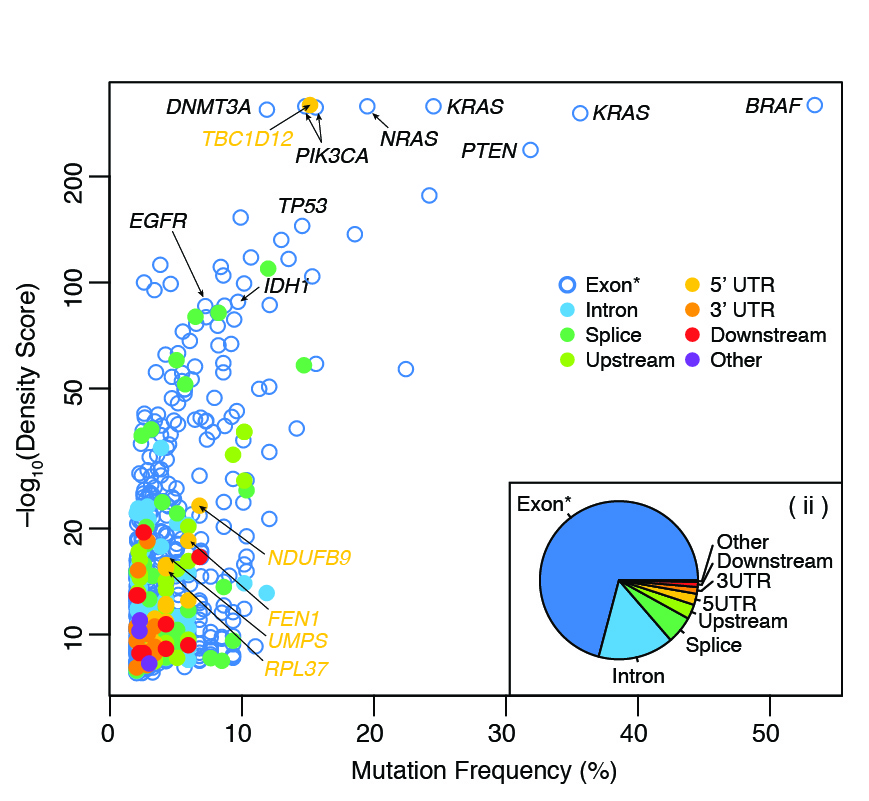 DNMT3A
KRAS
KRAS
BRAF
TBC1D12
NRAS
PIK3CA
PTEN
EGFR
TP53
IDH1
Exon*
5’ UTR
Intron
3’ UTR
Splice
Downstream
Upstream
Other
NDUFB9
FEN1
UMPS
RPL37
( ii )
Exon*
Other
Downstream
3UTR
5UTR
Upstream
Splice
Intron
–log10(Density Score)
200
100
50
20
10
0
10
20
30
40
50
Mutation Frequency (%)